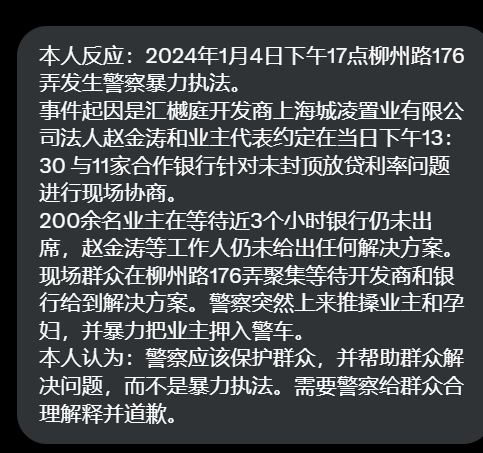 本人反应：2024年1月4日下午17点柳州路176
弄发生警察暴力执法。
事件起因是汇樾庭开发商上海城凌置业有限公
司法人赵金涛和业主代表约定在当日下午13：
30 与11家合作银行针对未封顶放贷利率问题
进行现场协商。
200余名业主在等待近3个小时银行仍未出
席，赵金涛等工作人仍未给出任何解决方案。
现场群众在柳州路176弄聚集等待开发商和银
行给到解决方案。警察突然上来推搡业主和孕
妇，并暴力把业主押入警车。
本人认为：警察应该保护群众，并帮助群众解
决问题，而不是暴力执法。需要警察给群众合
理解释并道歉。